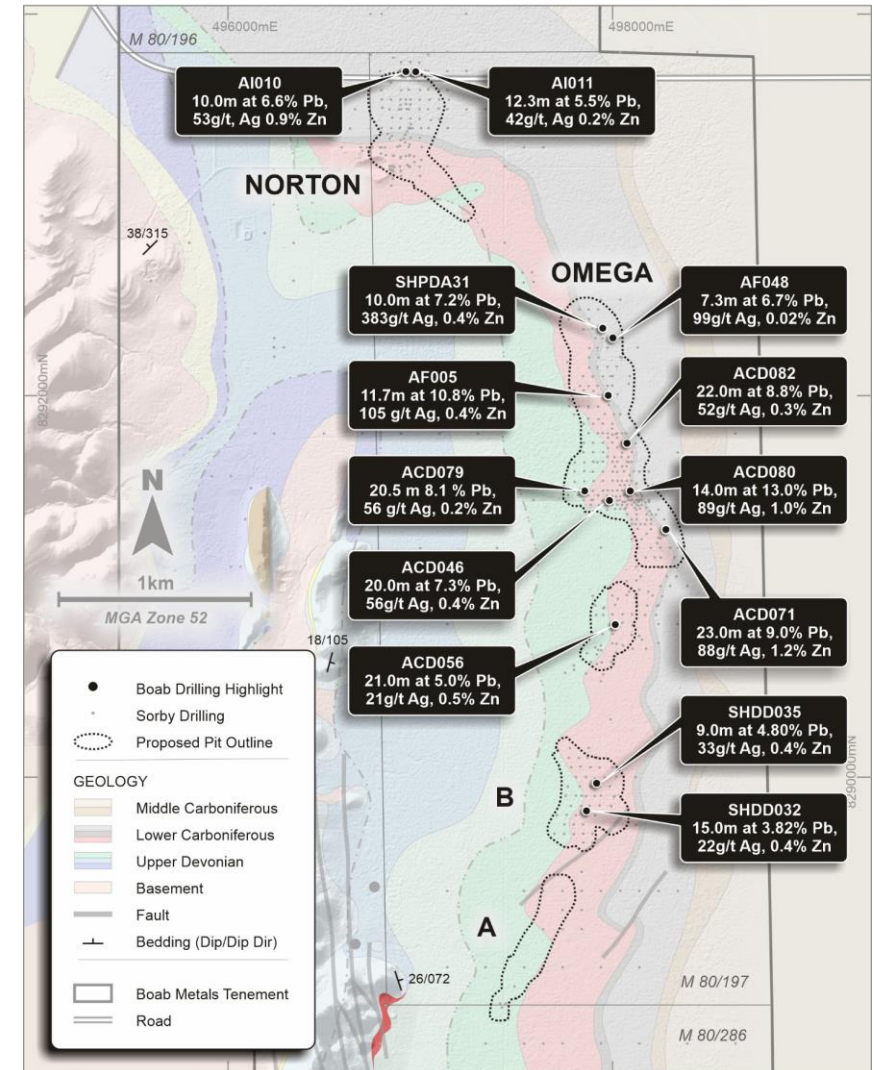 496000mE
498000mE
M 80/196
AI010
10.0m at 6.6% Pb,
53g/t, Ag 0.9% Zn
AI011
12.3m at 5.5% Pb,
42g/t, Ag 0.2% Zn
NORTON
38/315
OMEGA
SHPDA31
10.0m at 7.2% Pb,
383g/t Ag, 0.4% Zn
AF048
7.3m at 6.7% Pb,
99g/t Ag, 0.02% Zn
8292000mN
AF005
11.7m at 10.8% Pb,
105 g/t Ag, 0.4% Zn
ACD082
22.0m at 8.8% Pb,
52g/t Ag, 0.3% Zn
N
ACD079
20.5 m 8.1 % Pb,
56 g/t Ag, 0.2% Zn
ACD080
14.0m at 13.0% Pb,
89g/t Ag, 1.0% Zn
1km
MGA Zone 52
ACD046
20.0m at 7.3% Pb,
56g/t Ag, 0.4% Zn
ACD071
23.0m at 9.0% Pb,
88g/t Ag, 1.2% Zn
18/105
ACD056
21.0m at 5.0% Pb,
21g/t Ag, 0.5% Zn
SHDD035
9.0m at 4.80% Pb,
33g/t Ag, 0.4% Zn
B
SHDD032
15.0m at 3.82% Pb,
22g/t Ag, 0.4% Zn
A
26/072
M 80/197
M 80/286
Boab Drilling Highlight
Sorby Drilling
Proposed Pit Outline
GEOLOGY
Middle Carboniferous
Lower Carboniferous
Upper Devonian
Basement
Fault
Bedding (Dip/Dip Dir)
Boab Metals Tenement
Road